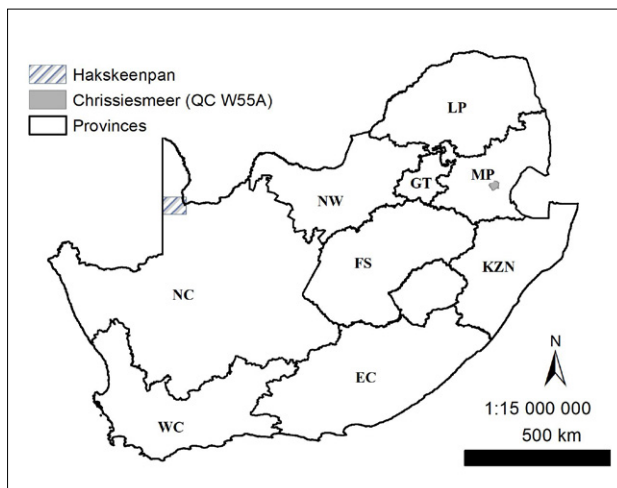 Hakskeenpan
Chrissiesmeer (QC W55A)
Provinces
LP
MP
GT
NW
FS
KZN
NC
EC
WC
N
1:15 000 000
500 km